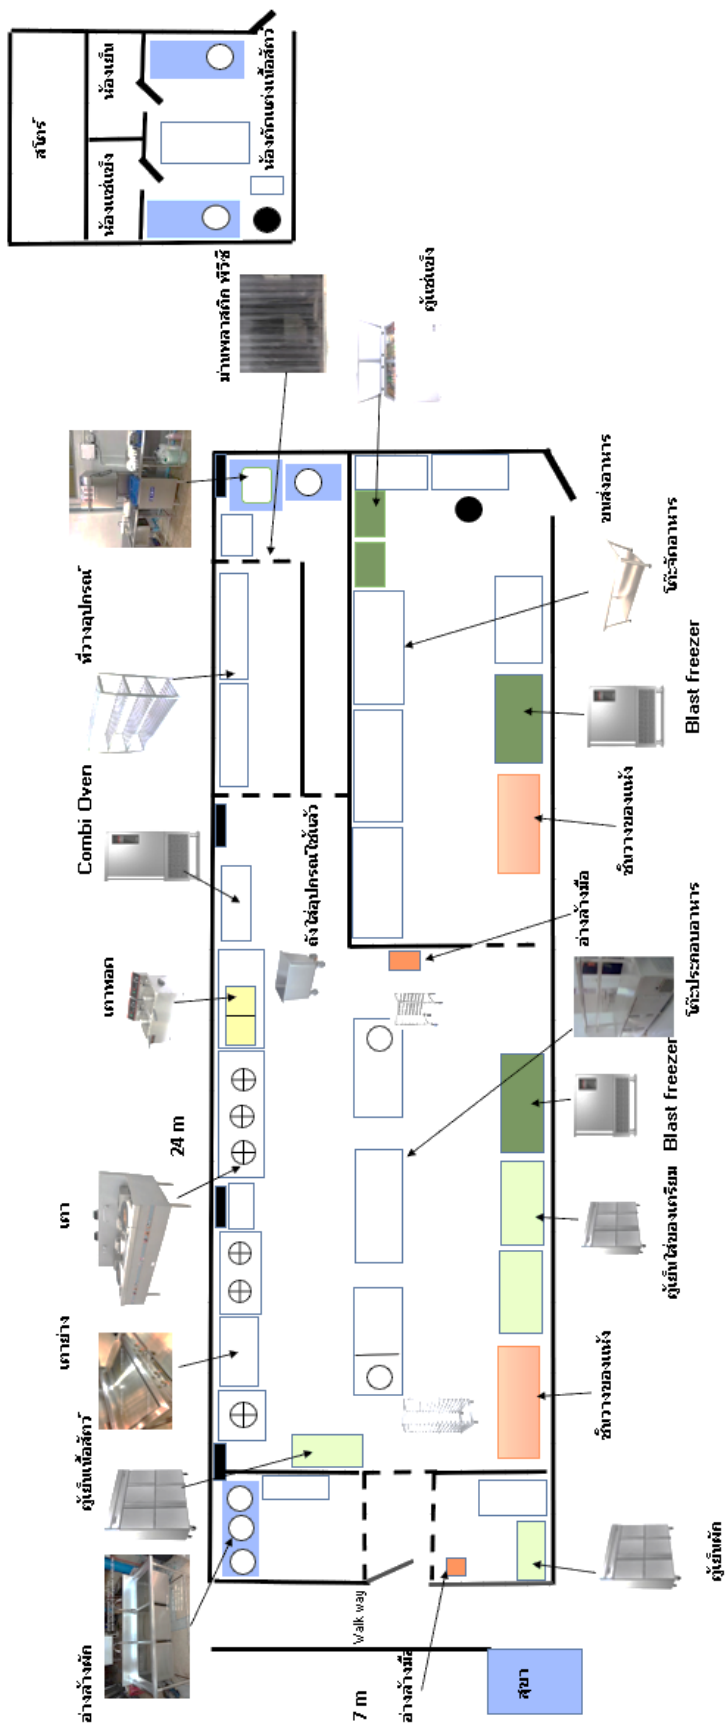 สโตร์
อ่างล้างผัก
ตู้เย็นเนื้อสัตว์
เตาย่าง
เตา
เตาทอด
Combi Oven
ที่วางอุปกรณ์
ห้องแช่แข็ง
ห้องเย็น
24 m
ม่านพลาสติก พีวีซี
ห้องตัดแต่งเนื้อสัตว์
ถังใส่อุปกรณ์ใช้แล้ว
7 m
Walk way
อ่างล้างมือ
ตู้แช่แข็ง
สุขา
อ่างล้างมือ
ขนส่งอาหาร
ชั้นวางของแห้ง
ชั้นวางของแห้ง
ตู้เย็นใส่ของเตรียม
Blast freezer
โต๊ะประกอบอาหาร
Blast freezer
โต๊ะจัดอาหาร
ตู้เย็นผัก